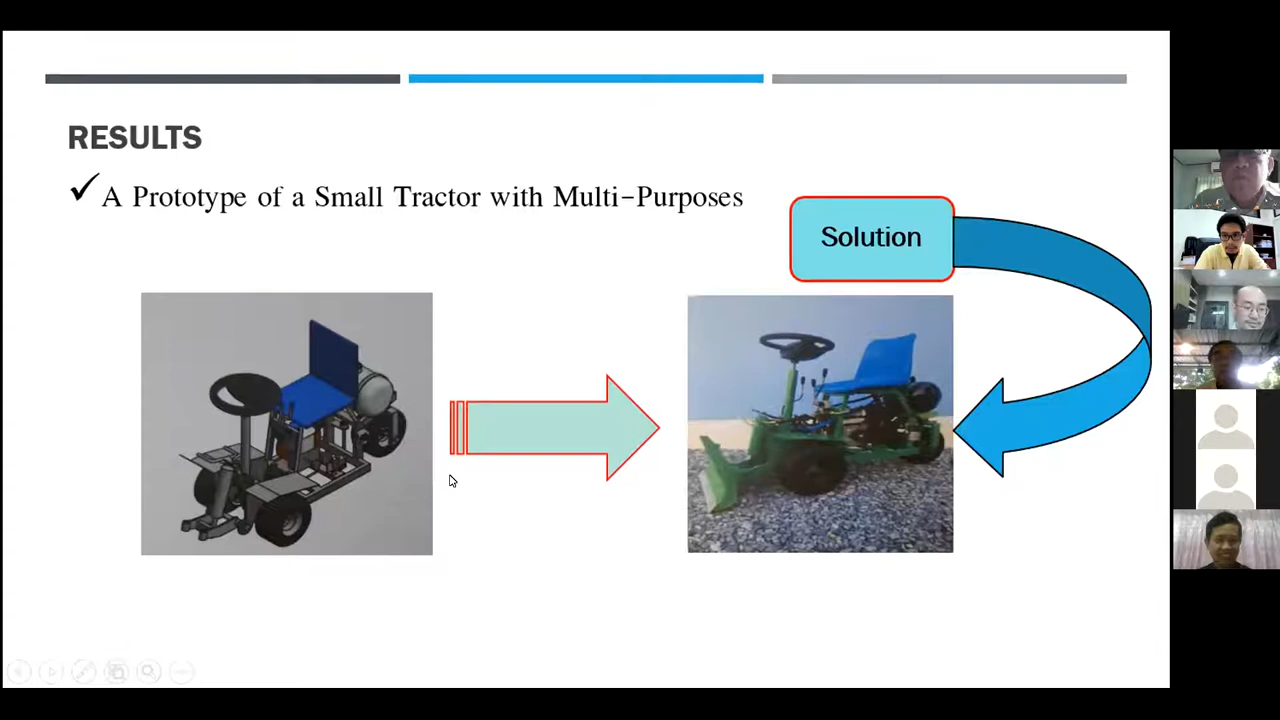 RESULTS
✓ A Prototype of a Small Tractor with Multi-Purposes
Solution